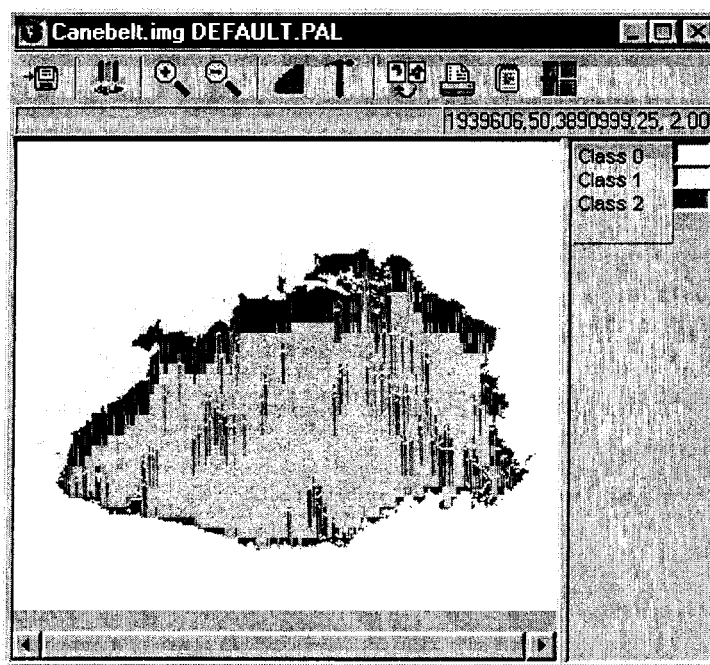 Canebelt.img DEFAULT.PAL
1939606.50,3890999.25, 2.00
Class 0
Class 1
Class 2